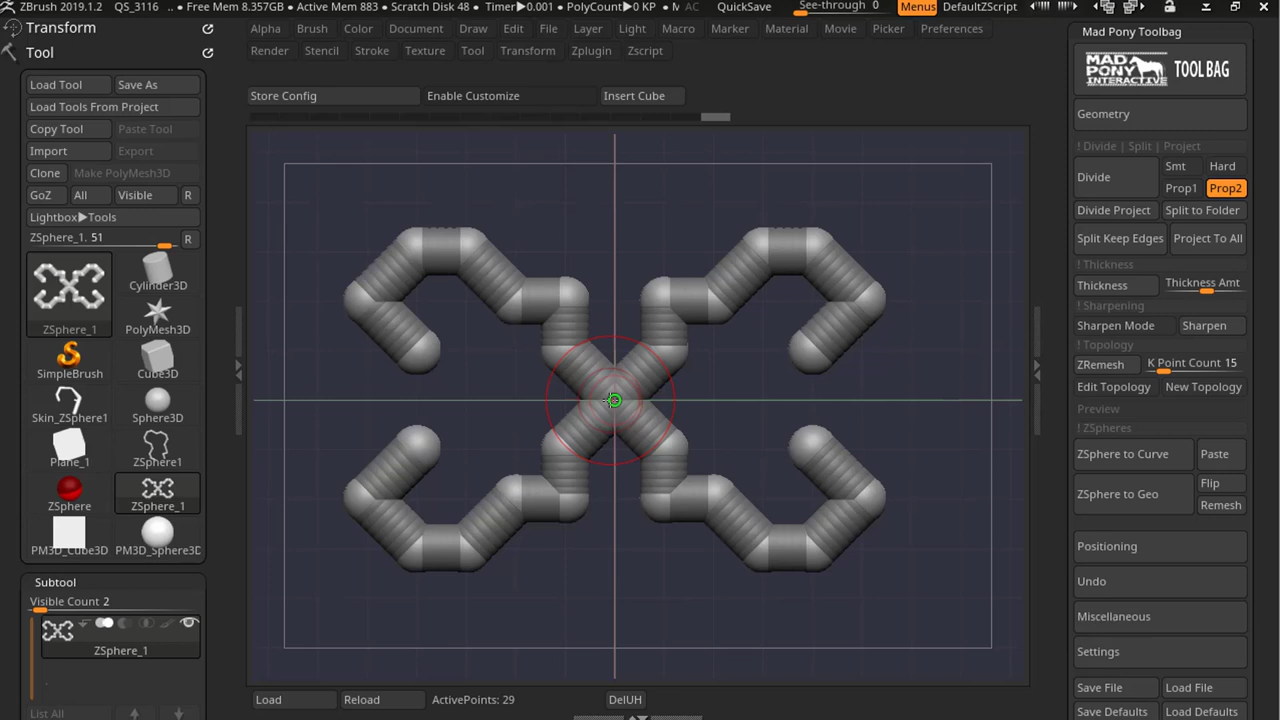 ZBrush 2019.1.2 QS_3116 .. • Free Mem 8.357GB • Active Mem 883 • Scratch Disk 48 • Timer▶0.001 • PolyCount▶0 KP • M AC QuickSave See-through 0 Menus DefaultZScript
Transform
Tool
Load Tool Save As
Load Tools From Project
Copy Tool Paste Tool
Import Export
Clone Make PolyMesh3D
GoZ All Visible R
Lightbox▶Tools
ZSphere_1. 51 R
ZSphere_1
Cylinder3D
PolyMesh3D
SimpleBrush
Cube3D
Skin_ZSphere1
Sphere3D
Plane_1
ZSphere1
ZSphere
ZSphere_1
PM3D_Cube3D
PM3D_Sphere3D
Subtool
Visible Count 2
ZSphere_1
List All
Alpha Brush Color Document Draw Edit File Layer Light Macro Marker Material Movie Picker Preferences
Render Stencil Stroke Texture Tool Transform Zplugin Zscript
Store Config Enable Customize Insert Cube
Load Reload ActivePoints: 29 DelUH
Mad Pony Toolbag
MAD PONY INTERACTIVE TOOL BAG
Geometry
! Divide | Split | Project
Divide Smt Hard
Prop1 Prop2
Divide Project Split to Folder
Split Keep Edges Project To All
! Thickness
Thickness Thickness Amt
! Sharpening
Sharpen Mode Sharpen
! Topology
ZRemesh K Point Count 15
Edit Topology New Topology
Preview
! ZSpheres
ZSphere to Curve Paste
ZSphere to Geo Flip
Remesh
Positioning
Undo
Miscellaneous
Settings
Save File Load File
Save Defaults Load Defaults